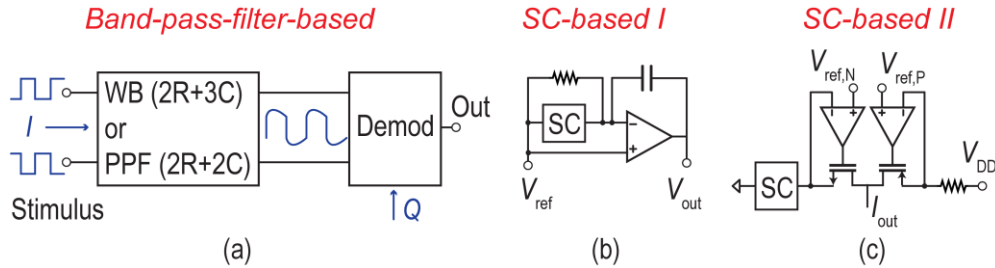 Band-pass-filter-based
SC-based I
SC-based II
I
Stimulus
WB (2R+3C)
or
PPF (2R+2C)
Demod
Out
Q
(a)
SC
−
+
Vref
Vout
(b)
Vref,N
Vref,P
− +
+ −
SC
Iout
VDD
(c)